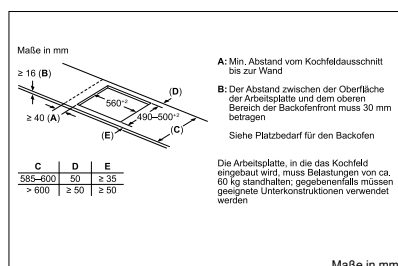 Maße in mm
≥ 16 (B)
(D)
560⁺²
490–500⁺²
≥ 40 (A)
(E)
(C)
C D E
585–600 50 ≥ 35
> 600 ≥ 50 ≥ 50
A: Min. Abstand vom Kochfeldausschnitt
bis zur Wand
B: Der Abstand zwischen der Oberfläche
der Arbeitsplatte und dem oberen
Bereich der Backofenfront muss 30 mm
betragen
Siehe Platzbedarf für den Backofen
Die Arbeitsplatte, in die das Kochfeld
eingebaut wird, muss Belastungen von ca.
60 kg standhalten; gegebenenfalls müssen
geeignete Unterkonstruktionen verwendet
werden
Maße in mm